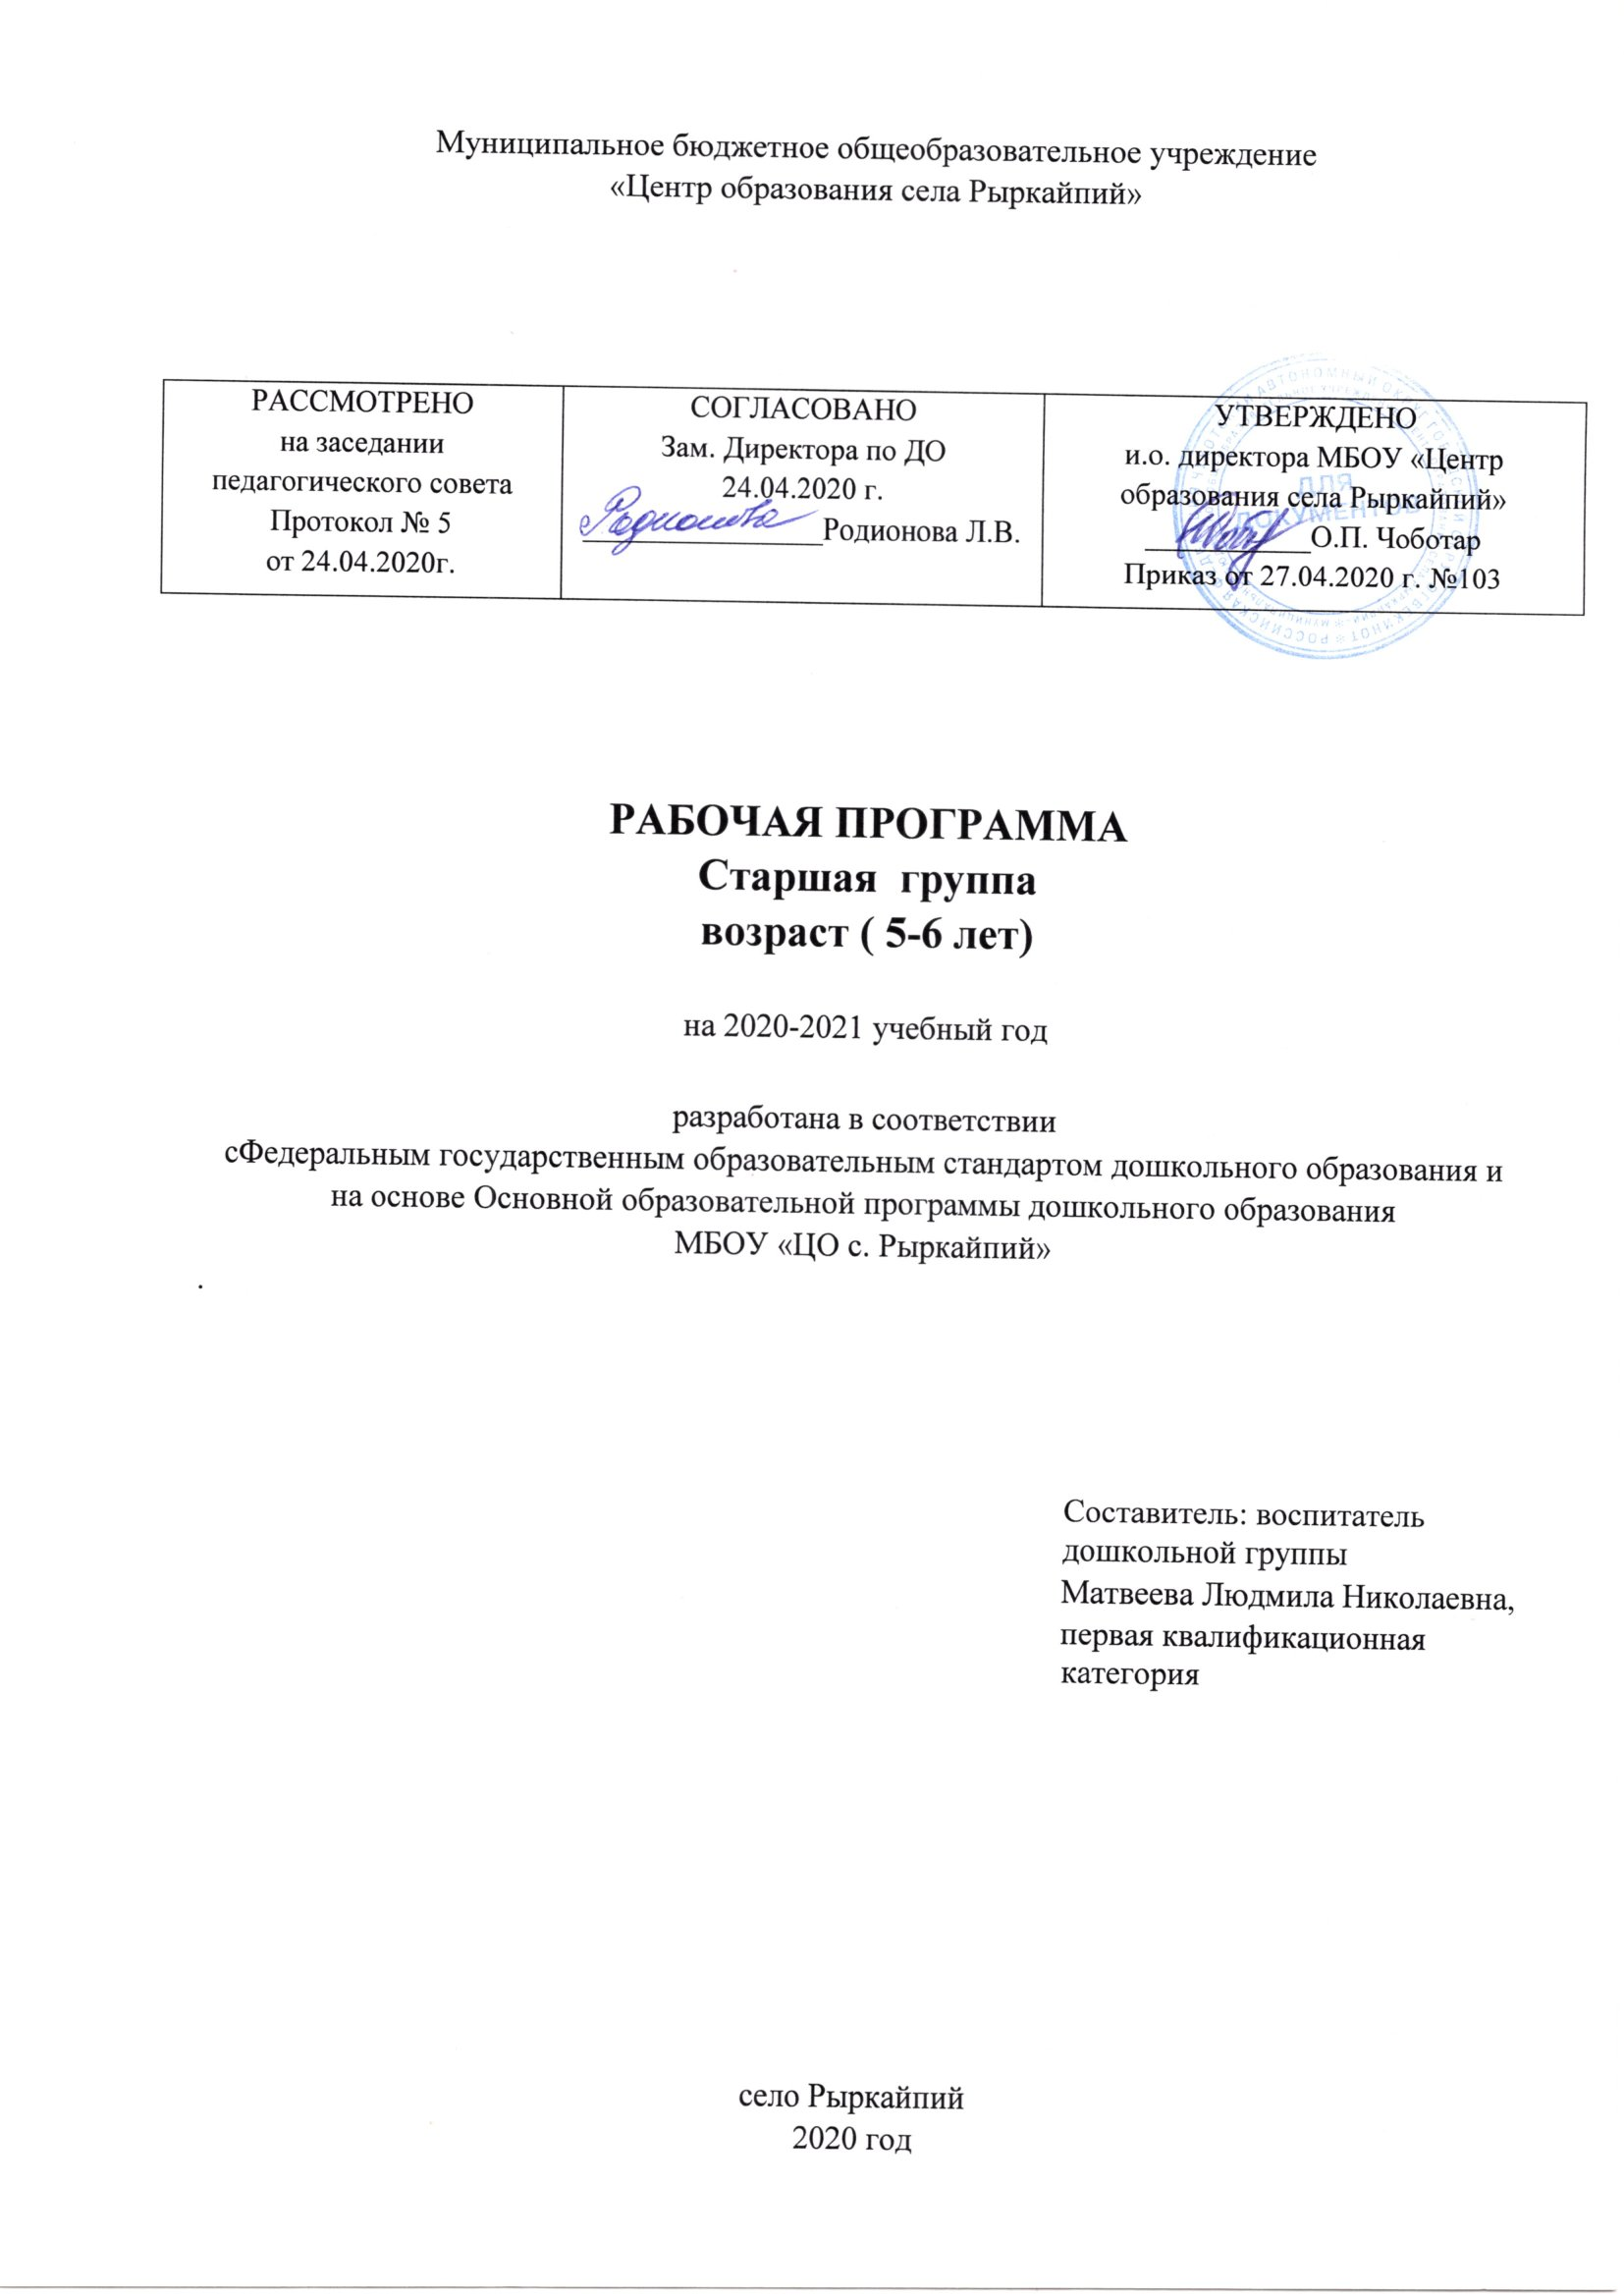 Муниципальное бюджетное общеобразовательное учреждение
«Центр образования села Рыркайпий»
РАССМОТРЕНО
на заседании
педагогического совета
Протокол № 5
от 24.04.2020г.
СОГЛАСОВАНО
Зам. Директора по ДО
24.04.2020 г.
Родионова
____________Родионова Л.В.
УТВЕРЖДЕНО
и.о. директора МБОУ «Центр
образования села Рыркайпий»
____________О.П. Чоботар
Приказ от 27.04.2020 г. №103
ДЛЯ
ДОКУМЕНТОВ
РАБОЧАЯ ПРОГРАММА
Старшая  группа
возраст ( 5-6 лет)
на 2020-2021 учебный год
разработана в соответствии
сФедеральным государственным образовательным стандартом дошкольного образования и
на основе Основной образовательной программы дошкольного образования
МБОУ «ЦО с. Рыркайпий»
.
Составитель: воспитатель
дошкольной группы
Матвеева Людмила Николаевна,
первая квалификационная
категория
село Рыркайпий
2020 год